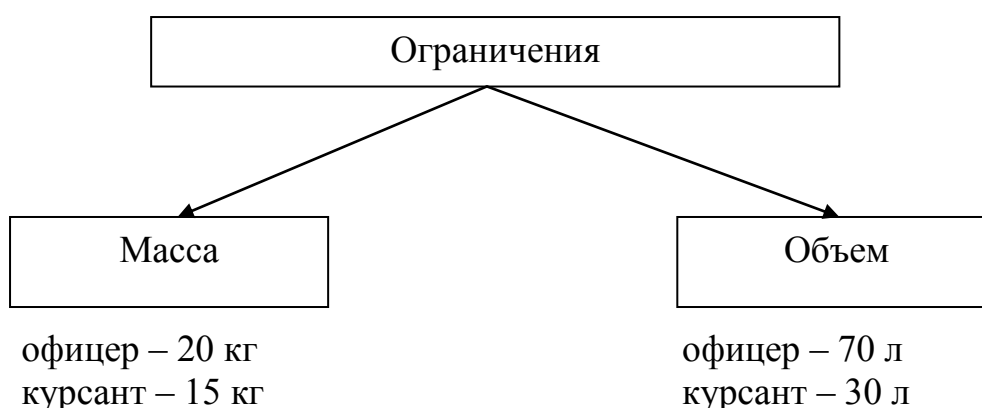 Ограничения
Масса
Объем
офицер – 20 кг
курсант – 15 кг
офицер – 70 л
курсант – 30 л